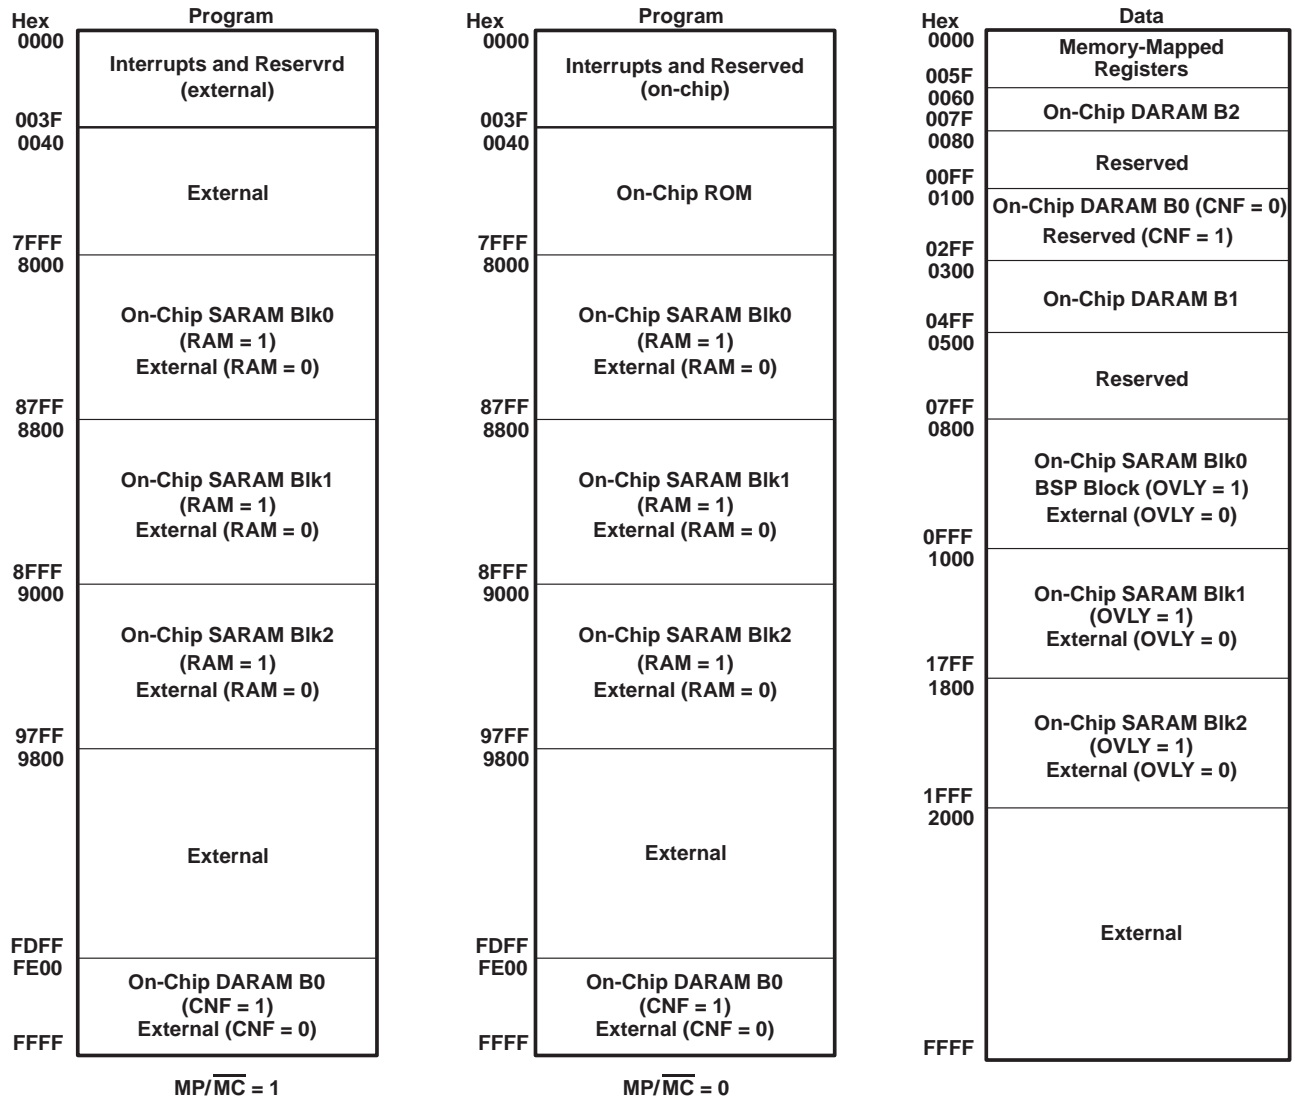 Hex
Program
0000
Interrupts and Reservrd
(external)
003F
0040
External
7FFF
8000
On-Chip SARAM Blk0
(RAM = 1)
External (RAM = 0)
87FF
8800
On-Chip SARAM Blk1
(RAM = 1)
External (RAM = 0)
8FFF
9000
On-Chip SARAM Blk2
(RAM = 1)
External (RAM = 0)
97FF
9800
External
FDFF
FE00
On-Chip DARAM B0
(CNF = 1)
External (CNF = 0)
FFFF
MP/M̅C̅ = 1
Hex
Program
0000
Interrupts and Reserved
(on-chip)
003F
0040
On-Chip ROM
7FFF
8000
On-Chip SARAM Blk0
(RAM = 1)
External (RAM = 0)
87FF
8800
On-Chip SARAM Blk1
(RAM = 1)
External (RAM = 0)
8FFF
9000
On-Chip SARAM Blk2
(RAM = 1)
External (RAM = 0)
97FF
9800
External
FDFF
FE00
On-Chip DARAM B0
(CNF = 1)
External (CNF = 0)
FFFF
MP/M̅C̅ = 0
Hex
Data
0000
Memory-Mapped
Registers
005F
0060
On-Chip DARAM B2
007F
0080
Reserved
00FF
0100
On-Chip DARAM B0 (CNF = 0)
Reserved (CNF = 1)
02FF
0300
On-Chip DARAM B1
04FF
0500
Reserved
07FF
0800
On-Chip SARAM Blk0
BSP Block (OVLY = 1)
External (OVLY = 0)
0FFF
1000
On-Chip SARAM Blk1
(OVLY = 1)
External (OVLY = 0)
17FF
1800
On-Chip SARAM Blk2
(OVLY = 1)
External (OVLY = 0)
1FFF
2000
External
FFFF